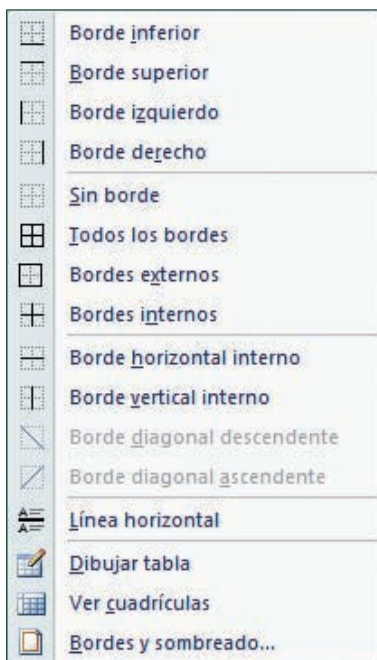 Borde inferior
Borde superior
Borde izquierdo
Borde derecho
Sin borde
Todos los bordes
Bordes externos
Bordes internos
Borde horizontal interno
Borde vertical interno
Borde diagonal descendente
Borde diagonal ascendente
Línea horizontal
Dibujar tabla
Ver cuadrículas
Bordes y sombreado...